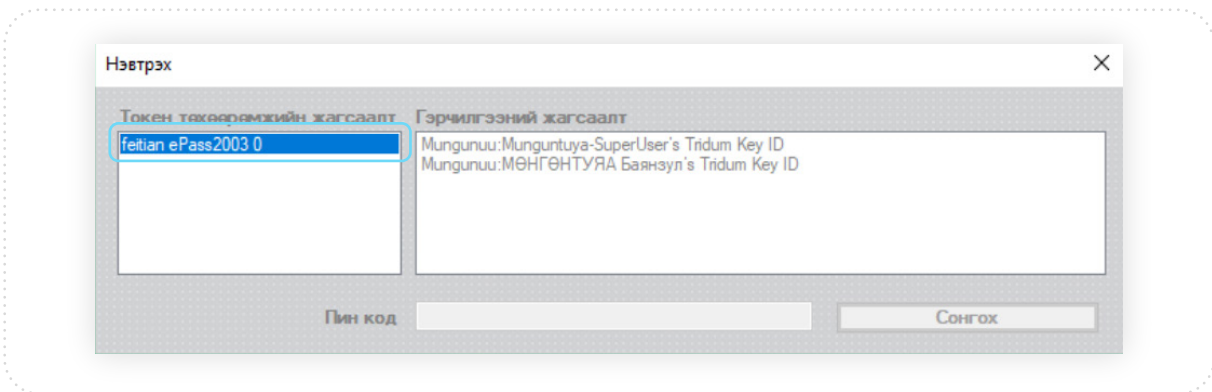 Нэвтрэх
Токен төхөөрөмжийн жагсаалт
feitian ePass2003 0
Гэрчилгээний жагсаалт
Mungunuu:Munguntuya-SuperUser's Tridum Key ID
Mungunuu:МӨНГӨНТУЯА Баянзул's Tridum Key ID
Пин код
Сонгох